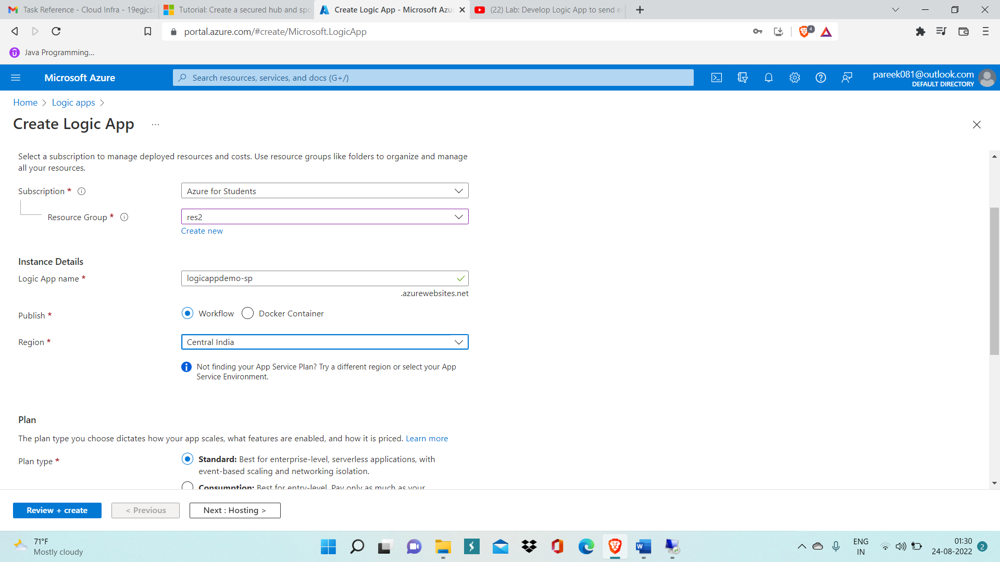 Task Reference - Cloud Infra - 19egjcs
Tutorial: Create a secured hub and spo
Create Logic App - Microsoft Azu
(22) Lab: Develop Logic App to send e
portal.azure.com/#create/Microsoft.LogicApp
4
Java Programming...
Microsoft Azure
Search resources, services, and docs (G+/)
pareek081@outlook.com
DEFAULT DIRECTORY
Home > Logic apps >
Create Logic App ...
Select a subscription to manage deployed resources and costs. Use resource groups like folders to organize and manage
all your resources.
Subscription *
Azure for Students
Resource Group *
res2
Create new
Instance Details
Logic App name *
logicappdemo-sp
.azurewebsites.net
Publish *
Workflow
Docker Container
Region *
Central India
Not finding your App Service Plan? Try a different region or select your App
Service Environment.
Plan
The plan type you choose dictates how your app scales, what features are enabled, and how it is priced. Learn more
Plan type *
Standard: Best for enterprise-level, serverless applications, with
event-based scaling and networking isolation.
Consumption: Best for entry-level. Pay only as much as your
Review + create
< Previous
Next : Hosting >
71°F
Mostly cloudy
ENG
IN
01:30
24-08-2022
2